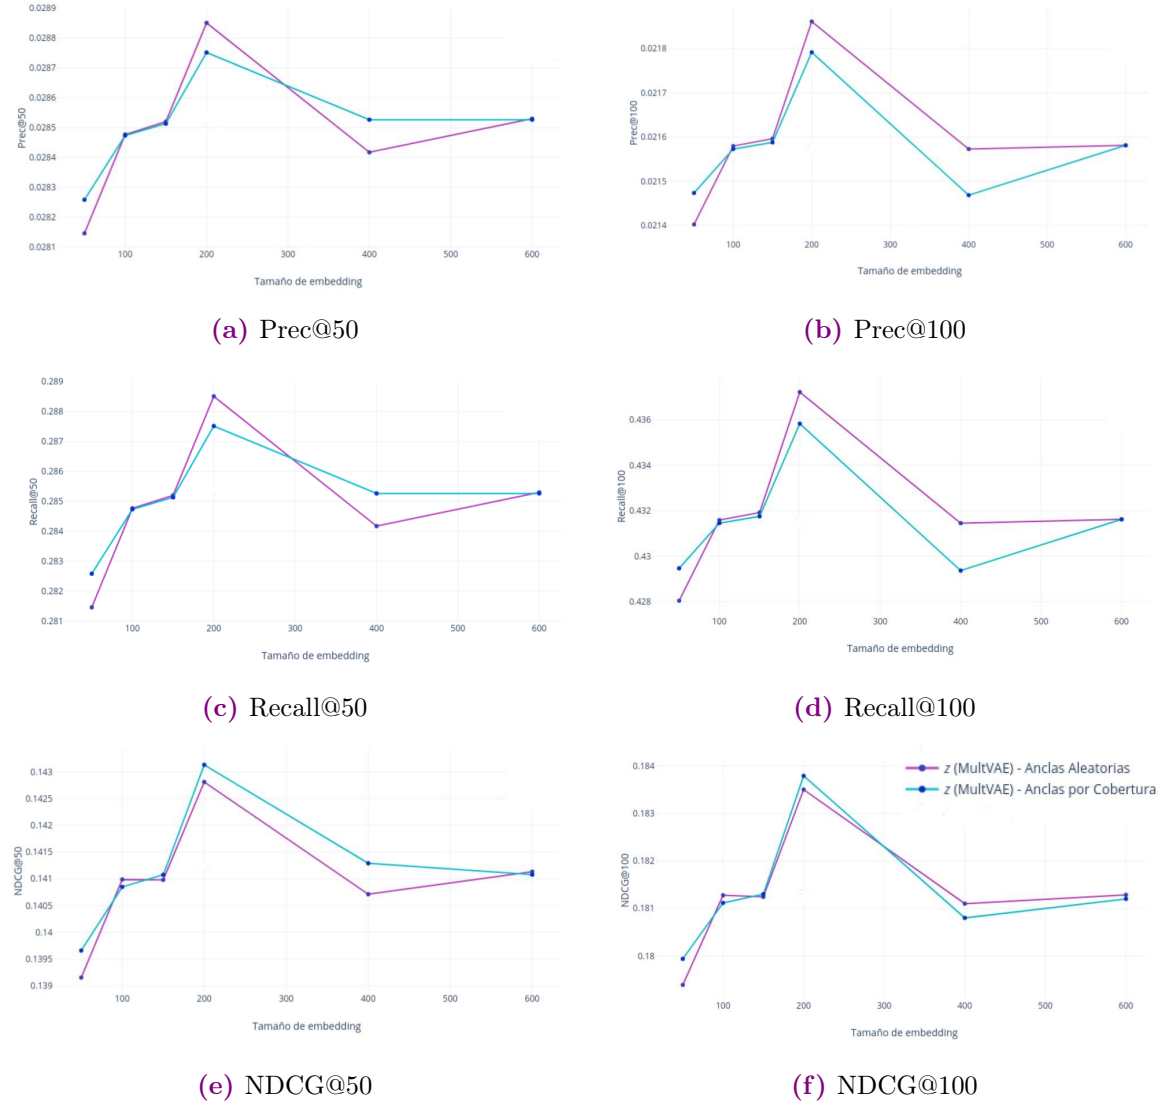 0.0289
0.0288
0.0287
0.0286
0.0285
0.0284
0.0283
0.0282
0.0281
Prec@50
100 200 300 400 500 600
Tamaño de embedding
(a) Prec@50
0.0218
0.0217
0.0216
0.0215
0.0214
Prec@100
100 200 300 400 500 600
Tamaño de embedding
(b) Prec@100
0.289
0.288
0.287
0.286
0.285
0.284
0.283
0.282
0.281
Recall@50
100 200 300 400 500 600
Tamaño de embedding
(c) Recall@50
0.436
0.434
0.432
0.43
0.428
Recall@100
100 200 300 400 500 600
Tamaño de embedding
(d) Recall@100
0.143
0.1425
0.142
0.1415
0.141
0.1405
0.14
0.1395
0.139
NDCG@50
100 200 300 400 500 600
Tamaño de embedding
(e) NDCG@50
z (MultVAE) - Anclas Aleatorias
z (MultVAE) - Anclas por Cobertura
0.184
0.183
0.182
0.181
0.18
NDCG@100
100 200 300 400 500 600
Tamaño de embedding
(f) NDCG@100